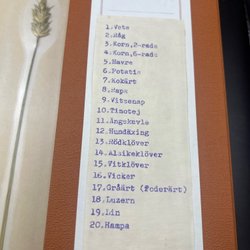 1.Vete
2.Råg
3.Korn,2-rads
4.Korn,6-rads
5.Havre
6.Potatis
7.Kokärt
8.Raps
9.Vitsenap
10.Timotej
11.Ängskavle
12.Hundäxing
13.Rödklöver
14.Alsikeklöver
15.Vitklöver
16.Vicker
17.Gråärt (Foderärt)
18.Luzern
19.Lin
20.Hampa